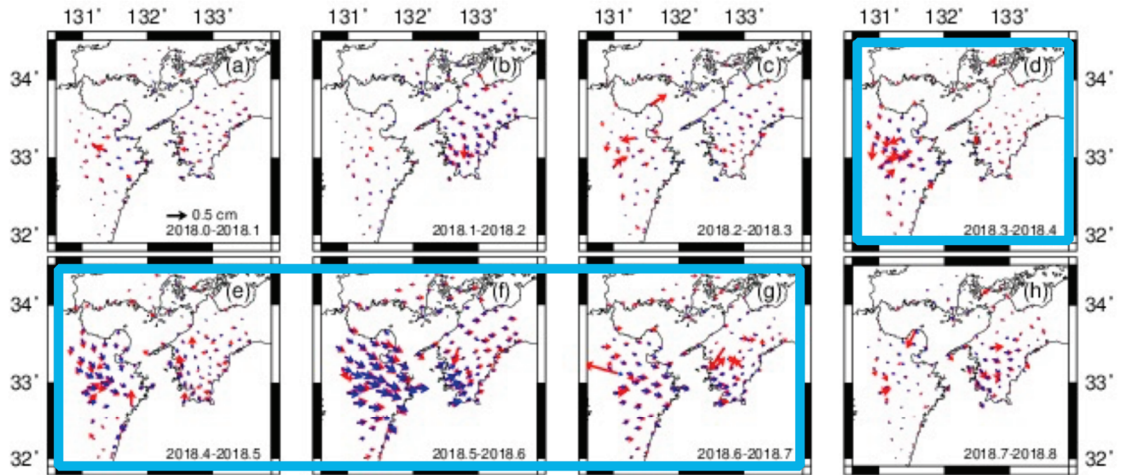 131° 132° 133° 131° 132° 133° 131° 132° 133° 131° 132° 133°
34° (a) (b) (c) (d) 34°
33° 33°
0.5 cm
32° 2018.0-2018.1 2018.1-2018.2 2018.2-2018.3 2018.3-2018.4 32°
34° (e) (f) (g) (h) 34°
33° 33°
32° 2018.4-2018.5 2018.5-2018.6 2018.6-2018.7 2018.7-2018.8 32°